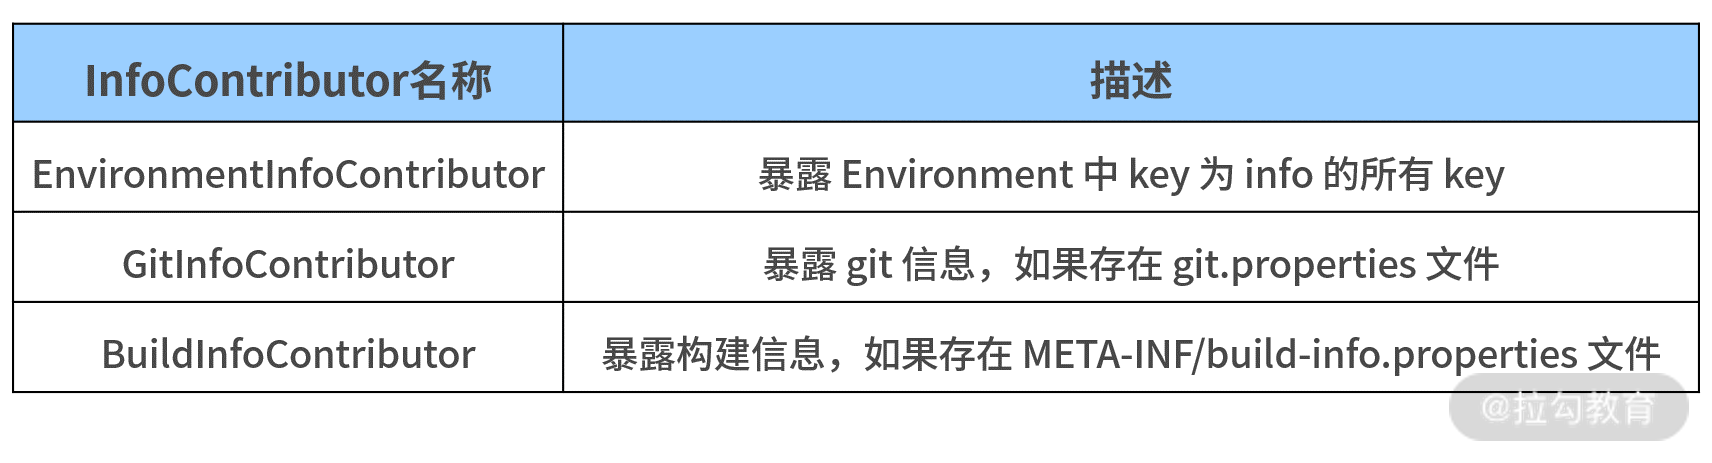 InfoContributor名称 描述
EnvironmentInfoContributor 暴露 Environment 中 key 为 info 的所有 key
GitInfoContributor 暴露 git 信息，如果存在 git.properties 文件
BuildInfoContributor 暴露构建信息，如果存在 META-INF/build-info.properties 文件
@拉勾教育